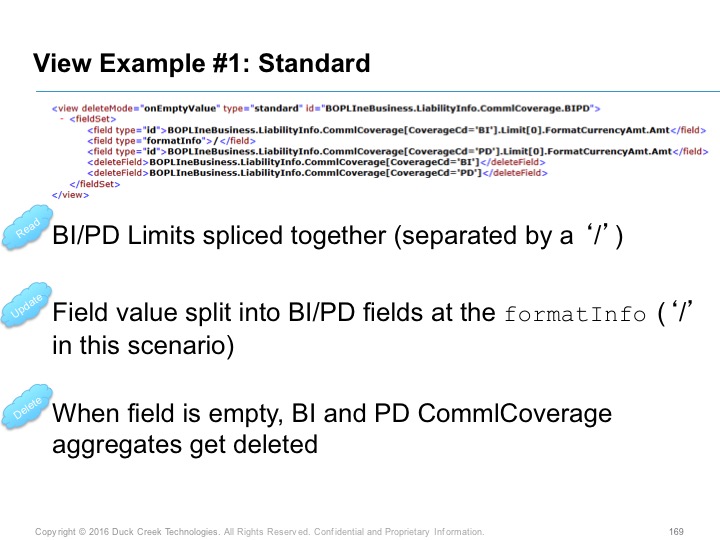 View Example #1: Standard
<view deleteMode="onEmptyValue" type="standard" id="BOPLIneBusiness.LiabilityInfo.CommlCoverage.BIPD">
- <fieldSet>
<field type="id">BOPLIneBusiness.LiabilityInfo.CommlCoverage[CoverageCd='BI'].Limit[0].FormatCurrencyAmt.Amt</field>
<field type="formatInfo">/</field>
<field type="id">BOPLIneBusiness.LiabilityInfo.CommlCoverage[CoverageCd='PD'].Limit[0].FormatCurrencyAmt.Amt</field>
<deleteField>BOPLIneBusiness.LiabilityInfo.CommlCoverage[CoverageCd='BI']</deleteField>
<deleteField>BOPLIneBusiness.LiabilityInfo.CommlCoverage[CoverageCd='PD']</deleteField>
</fieldSet>
</view>
Read
BI/PD Limits spliced together (separated by a ‘/’)
Update
Field value split into BI/PD fields at the formatInfo (‘/’
in this scenario)
Delete
When field is empty, BI and PD CommlCoverage
aggregates get deleted
Copyright © 2016 Duck Creek Technologies. All Rights Reserved. Confidential and Proprietary Information. 169